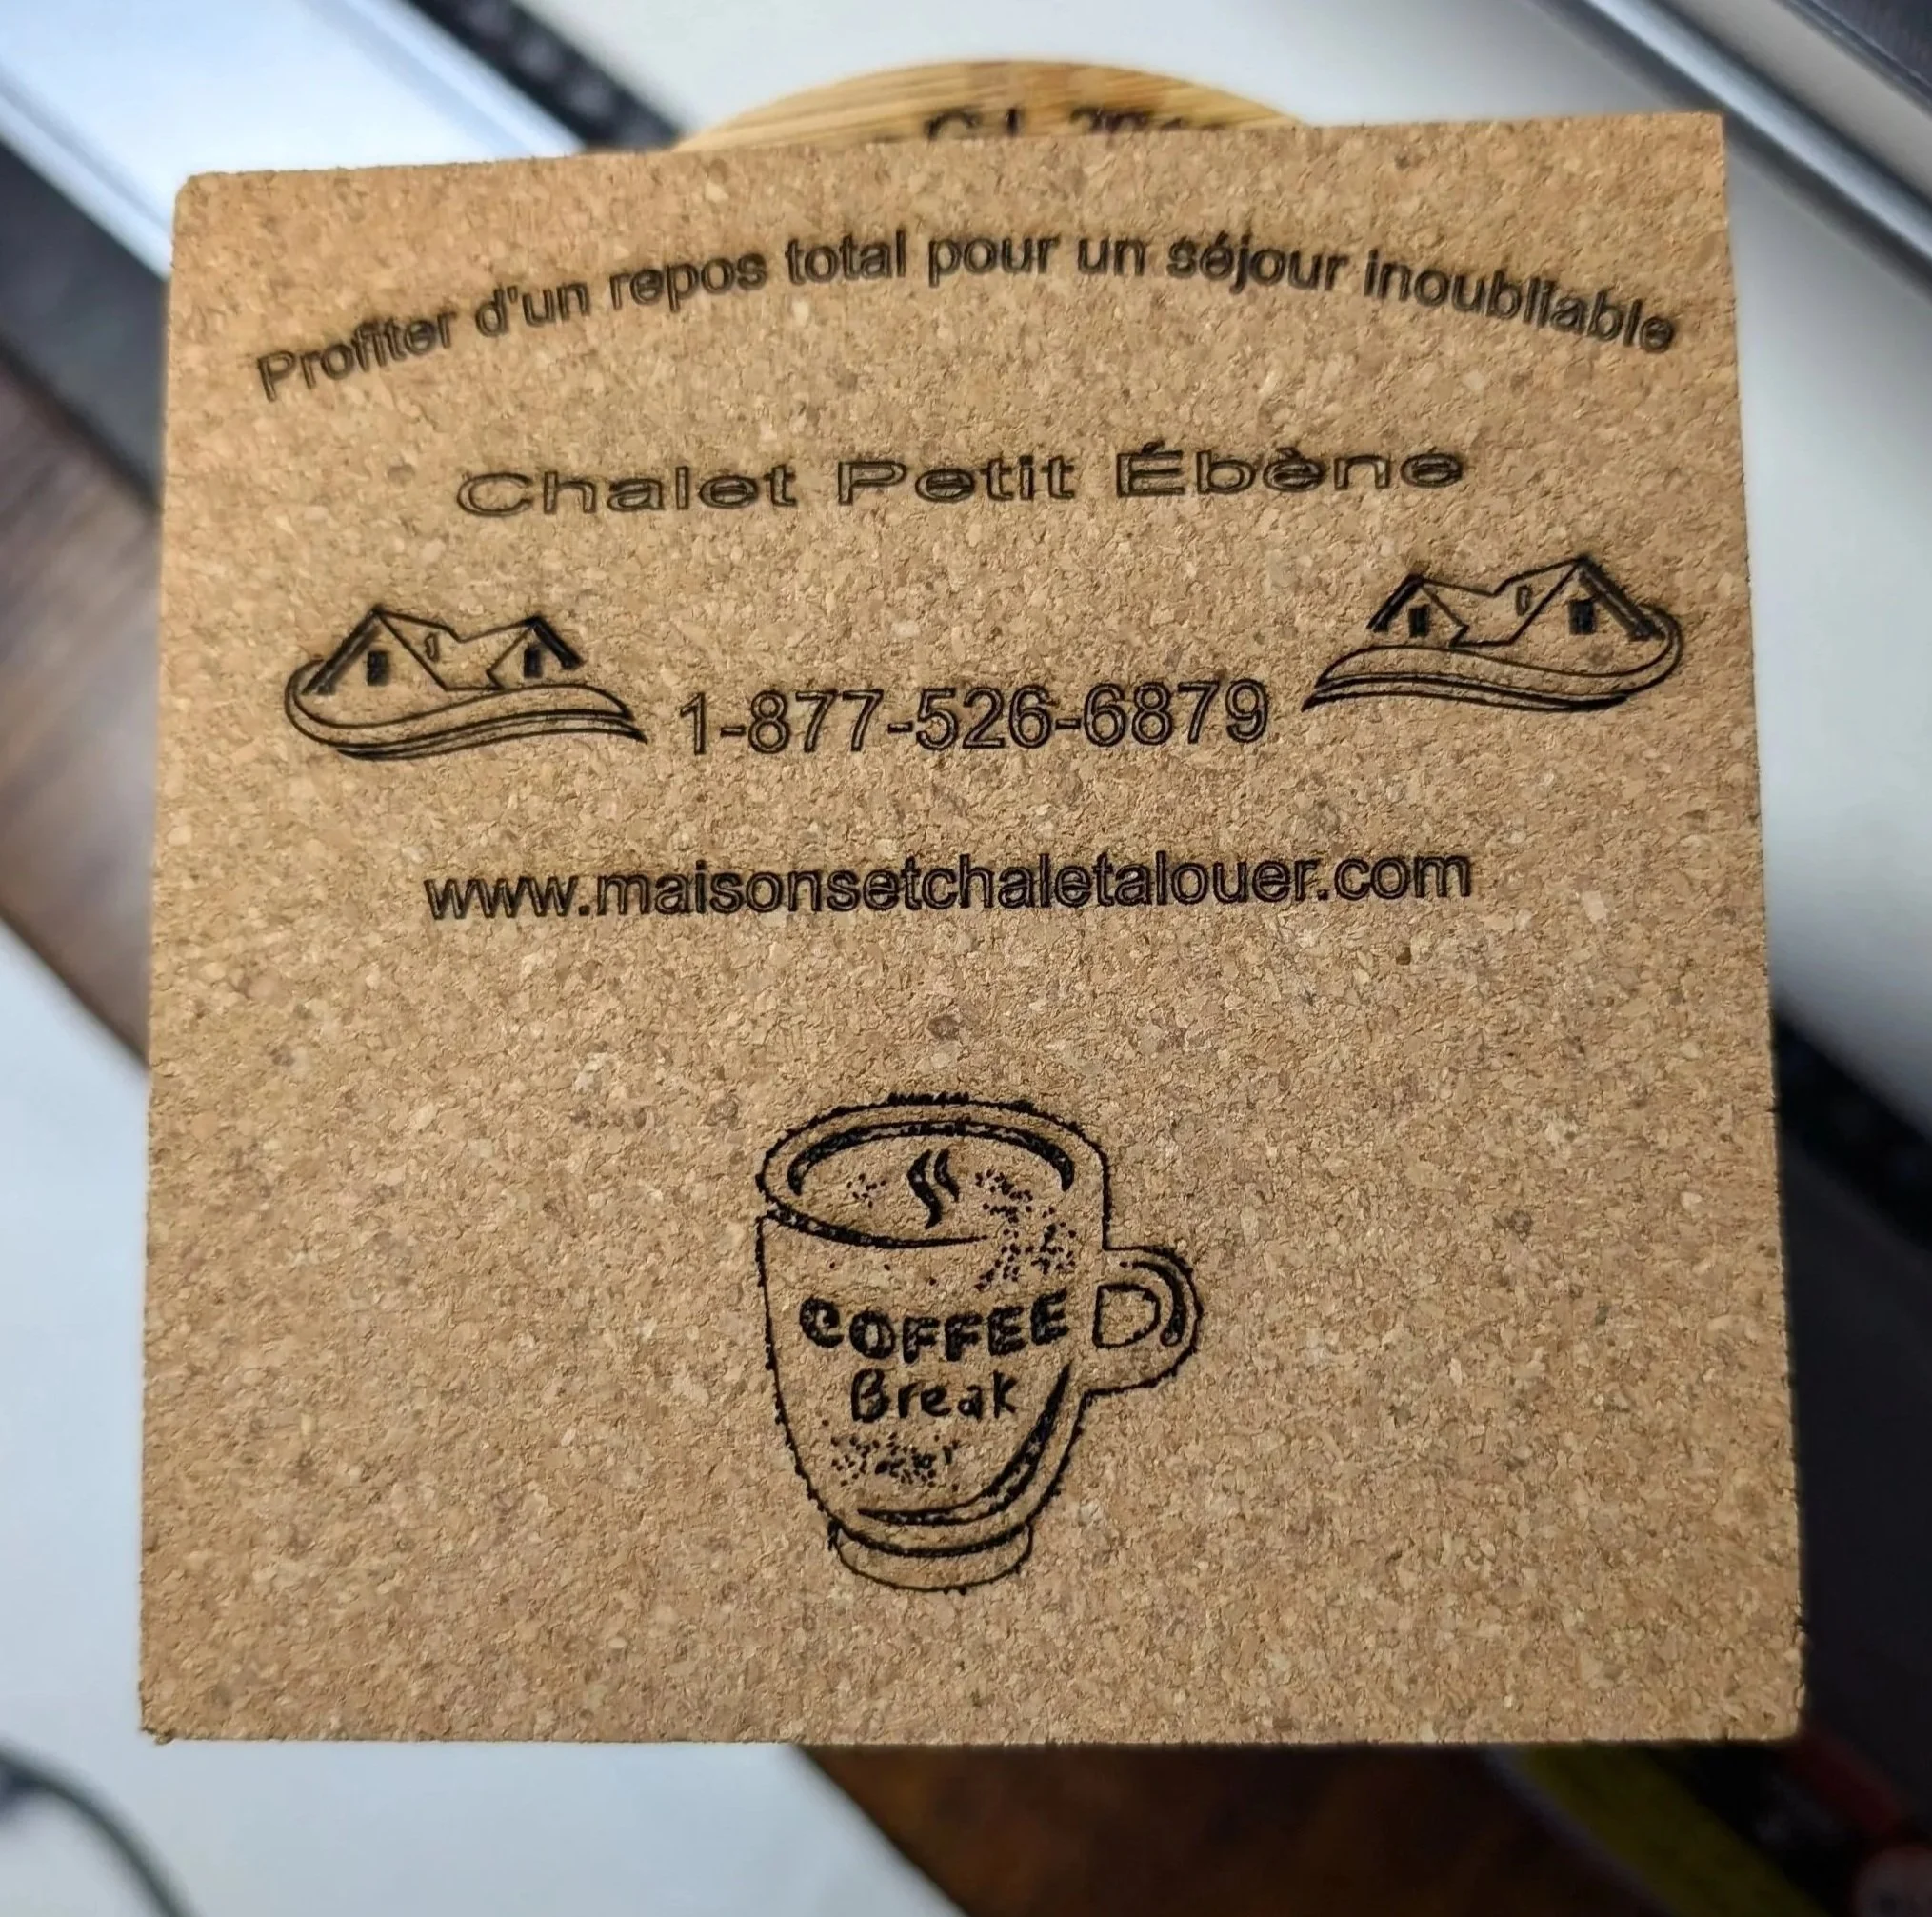 Profiter d'un repos total pour un séjour inoubliable
Chalet Petit Ébène
1-877-526-6879
www.maisonsetchaletalouer.com
COFFEE
Break